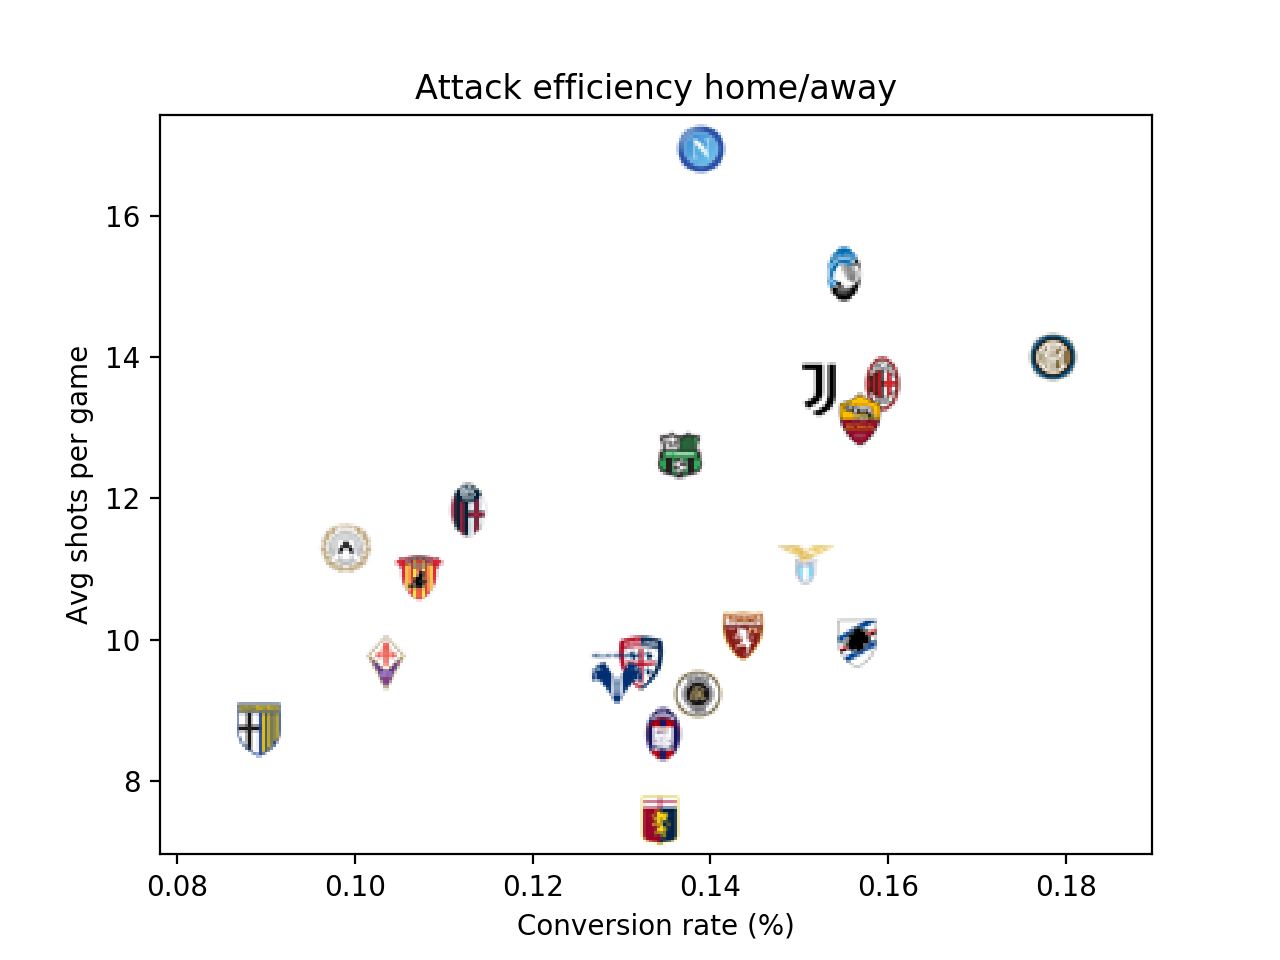 Attack efficiency home/away
Avg shots per game
16
14
12
10
8
0.08 0.10 0.12 0.14 0.16 0.18
Conversion rate (%)